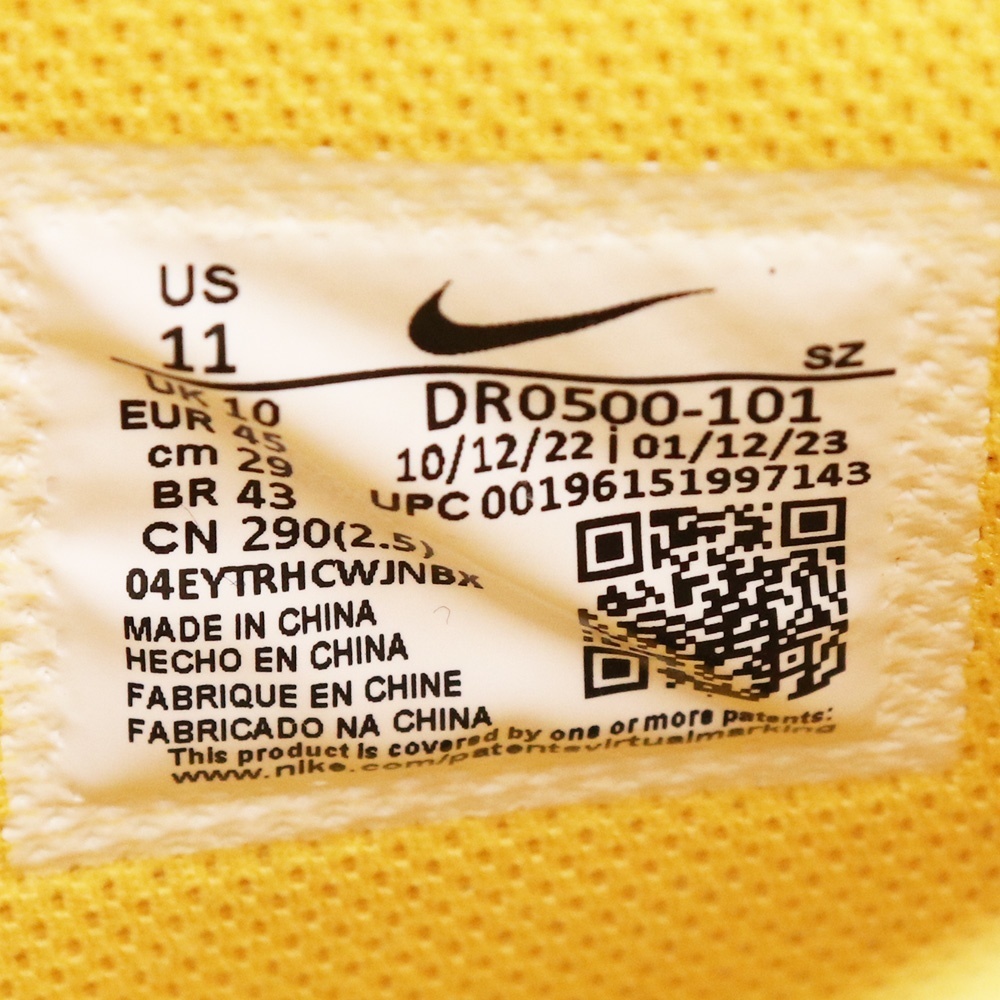 US
11
SZ
UK 10
EUR 45
cm 29
BR 43
CN 290(2.5)
04EYTRHCWJNBX
DR0500-101
10/12/22 | 01/12/23
UPC 00196151997143
MADE IN CHINA
HECHO EN CHINA
FABRIQUE EN CHINE
FABRICADO NA CHINA
This product is covered by one or more patents:
www.nike.com/patentsvirtualmarking